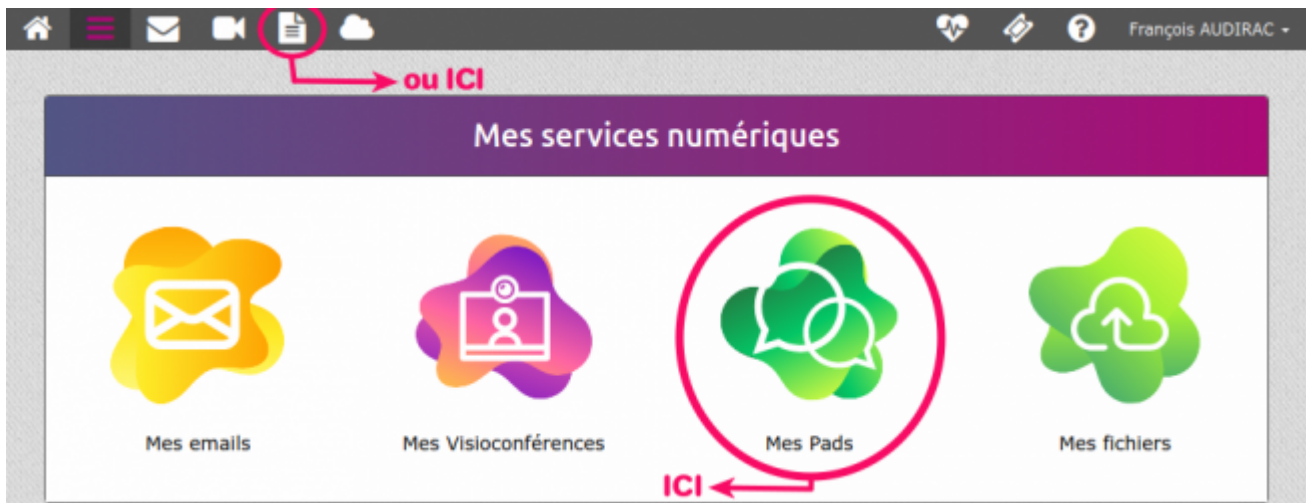 François AUDIRAC
ou ICI
Mes services numériques
Mes emails
Mes Visioconférences
Mes Pads
Mes fichiers
ICI